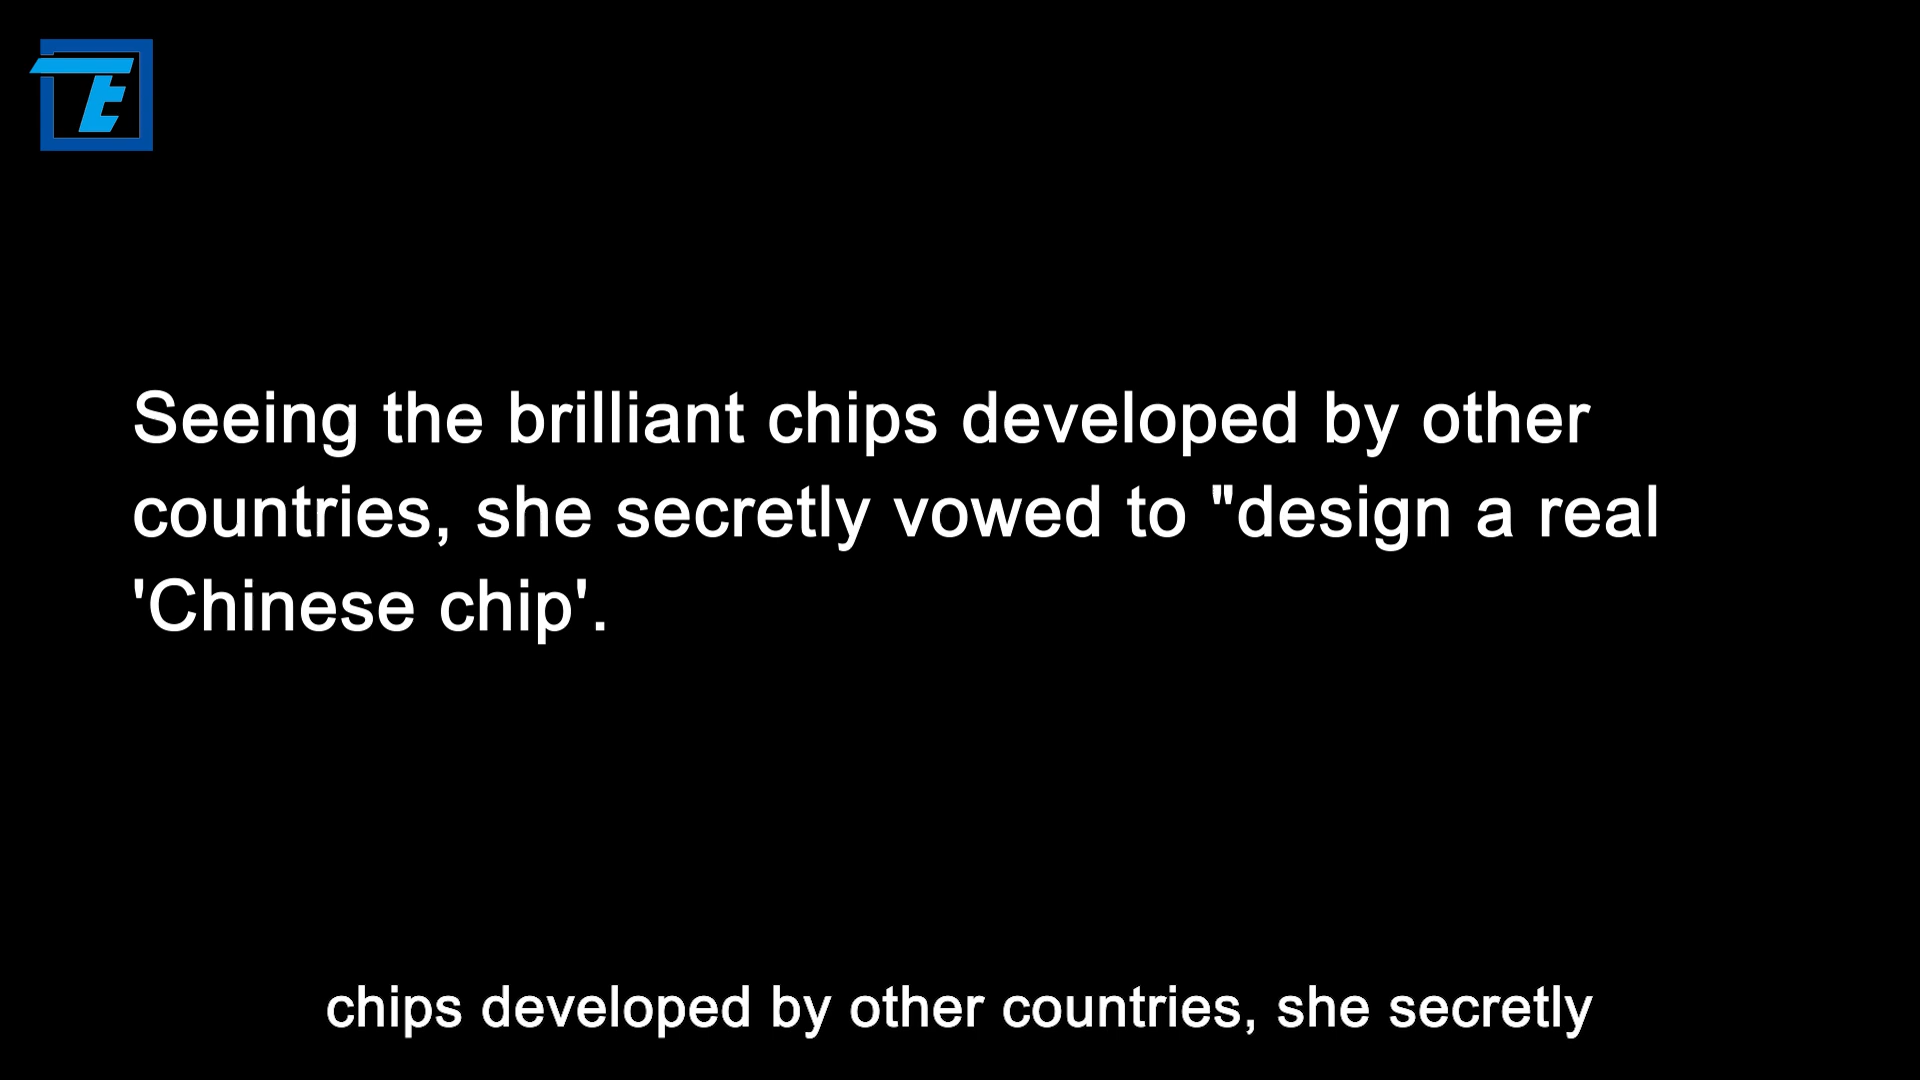 TE
Seeing the brilliant chips developed by other
countries, she secretly vowed to "design a real
'Chinese chip'.
chips developed by other countries, she secretly